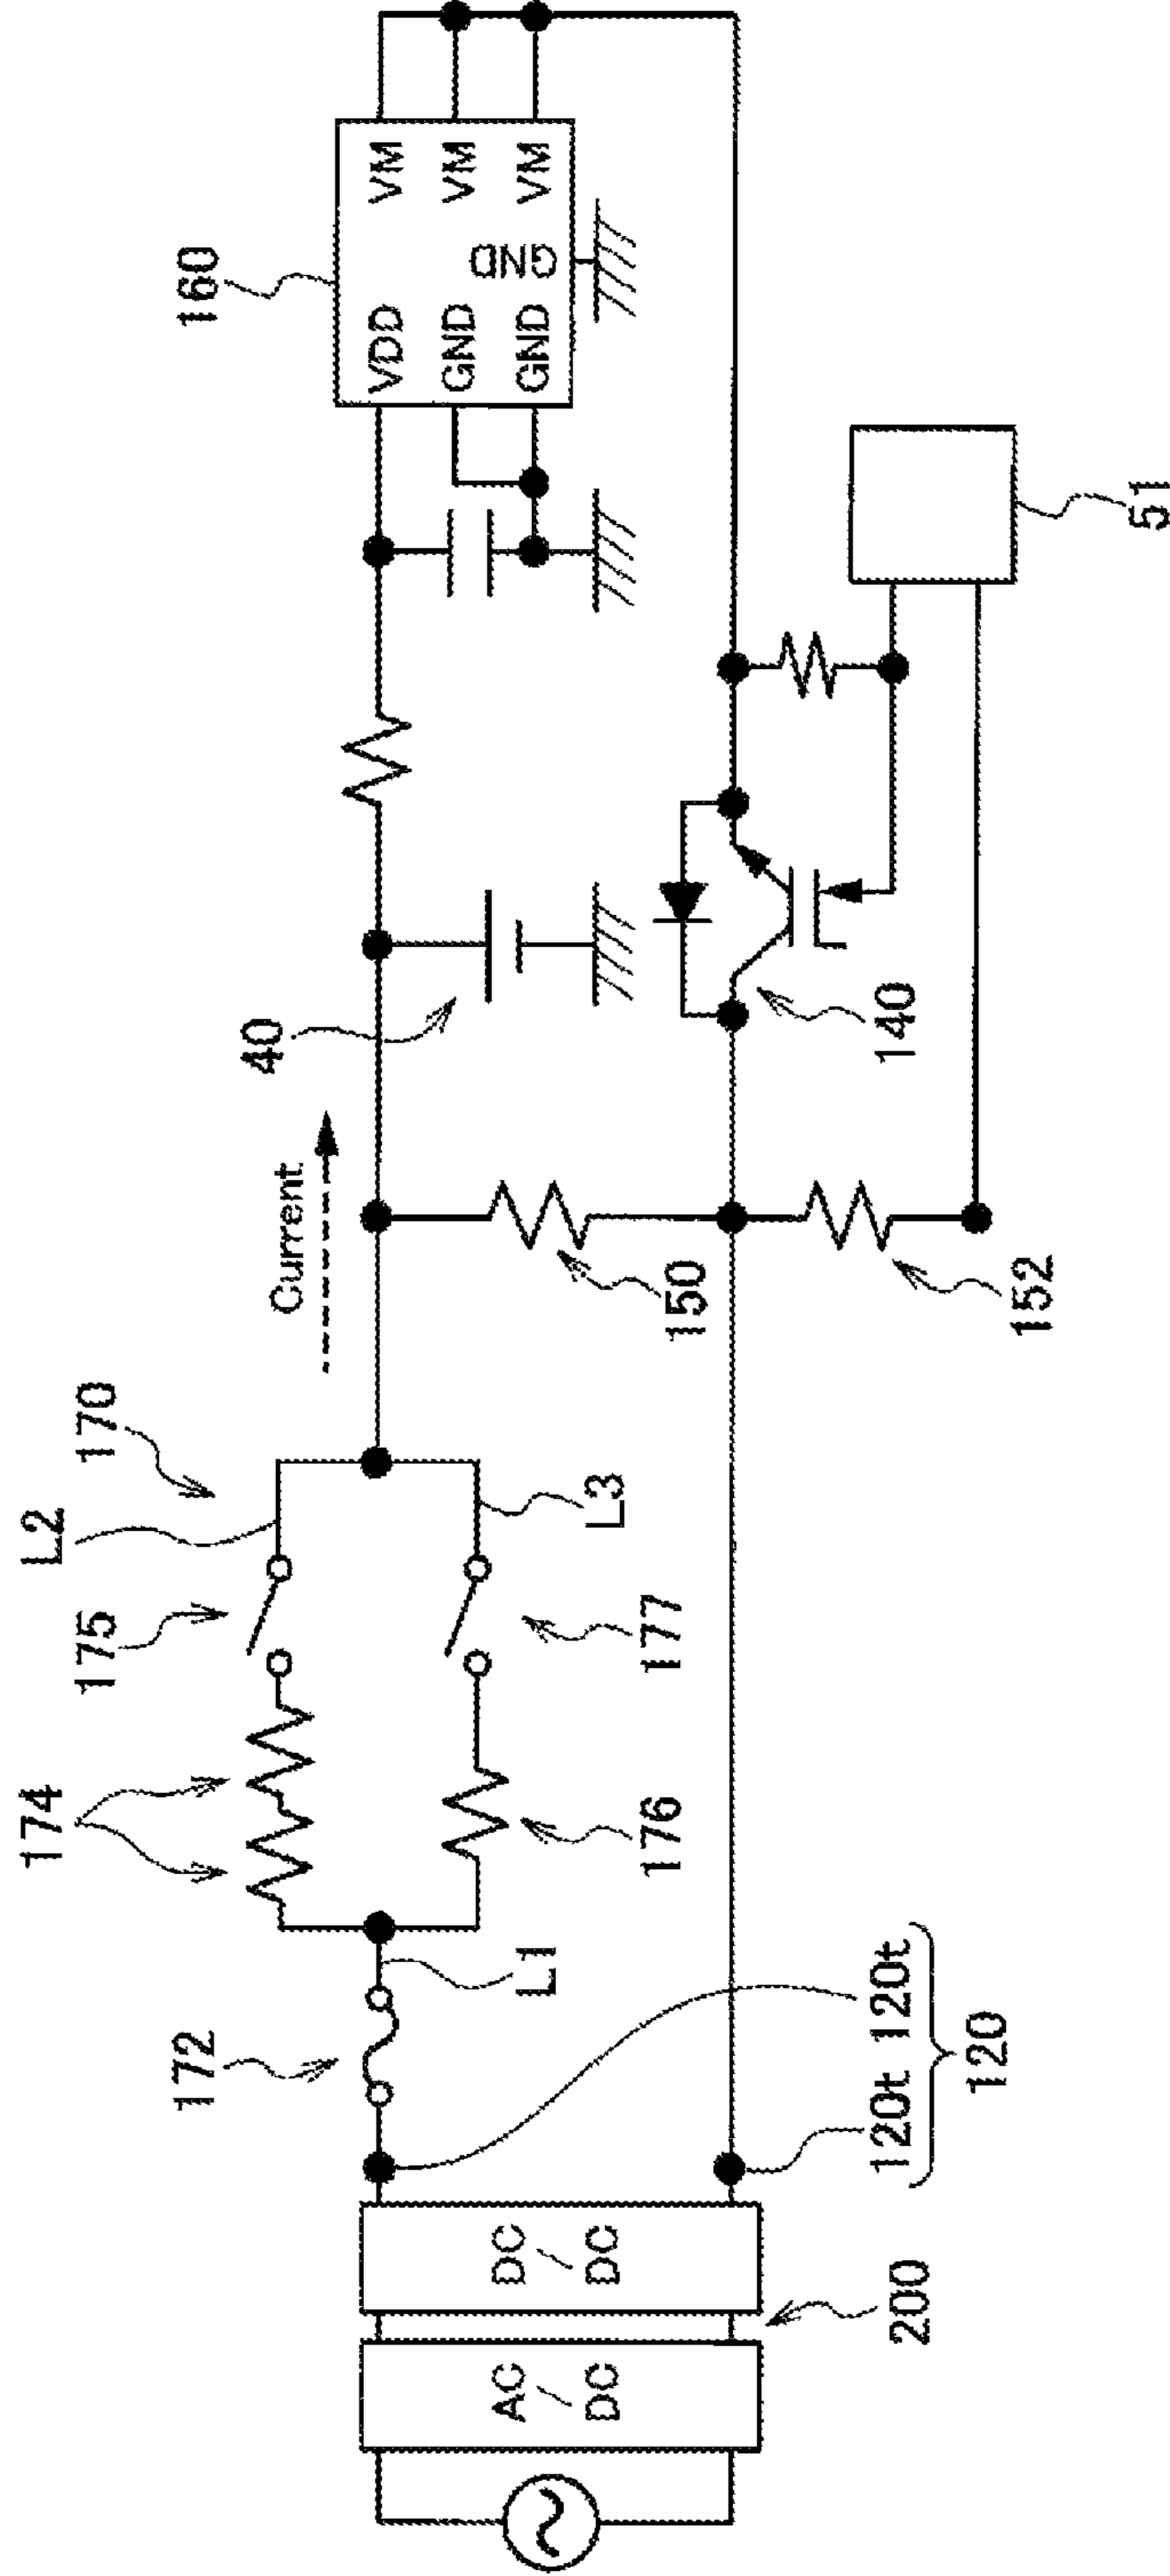 L2
170
175
174
172
L1
L3
177
176
Current
40
160
VDD VM
GND VM
GND VM
GND
AC/DC
DC/DC
200
120t 120t
120
150
152
140
51